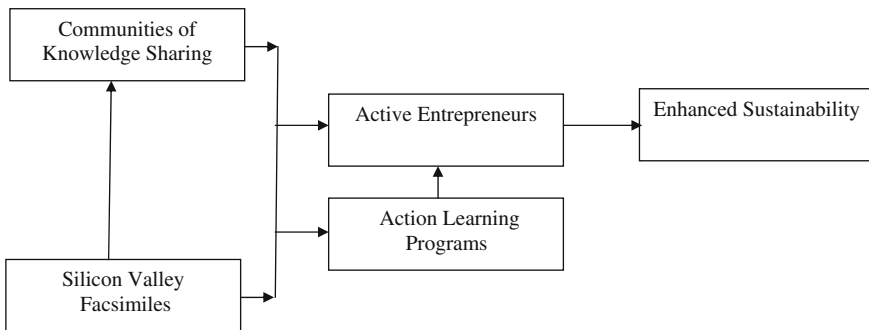 Communities of
Knowledge Sharing
Active Entrepreneurs
Enhanced Sustainability
Action Learning
Programs
Silicon Valley
Facsimiles